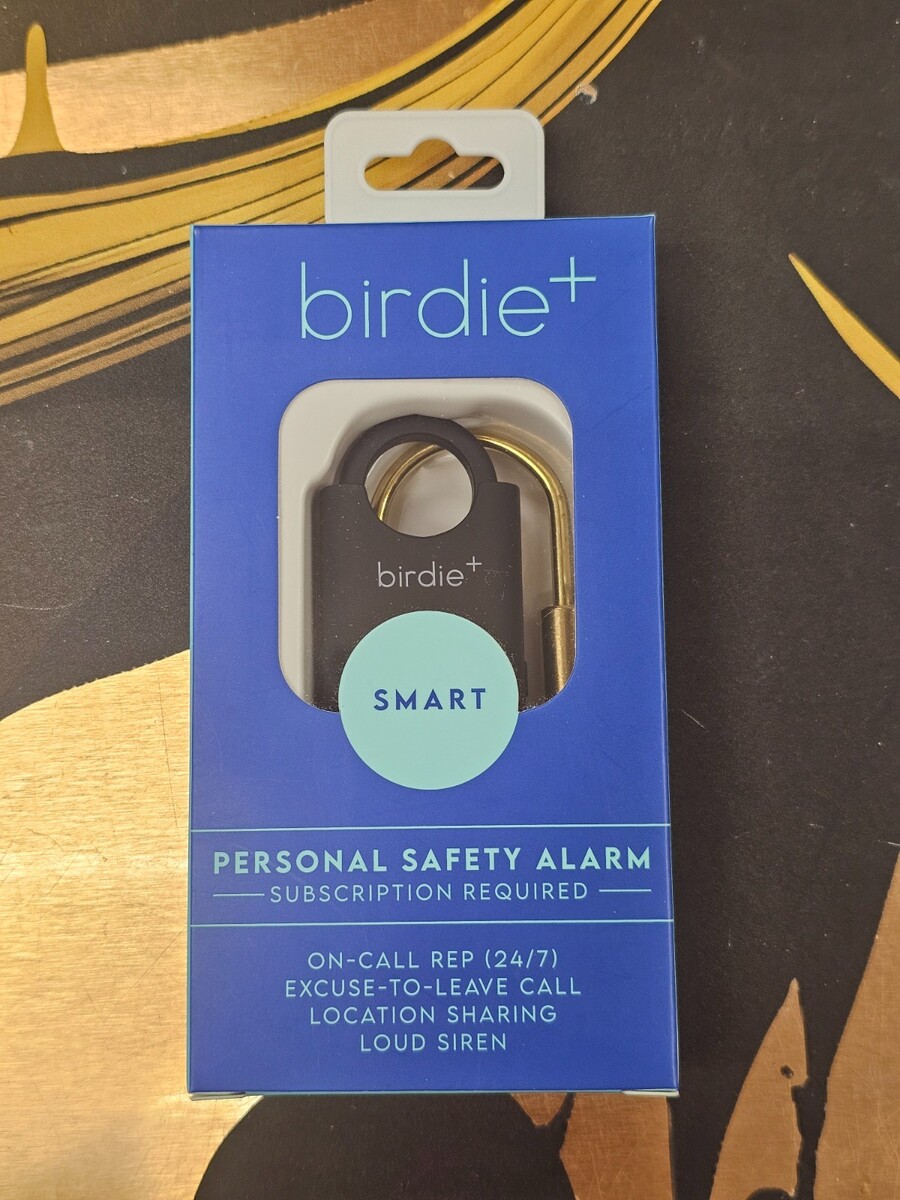 birdie+
birdie+
SMART
PERSONAL SAFETY ALARM
SUBSCRIPTION REQUIRED
ON-CALL REP (24/7)
EXCUSE-TO-LEAVE CALL
LOCATION SHARING
LOUD SIREN